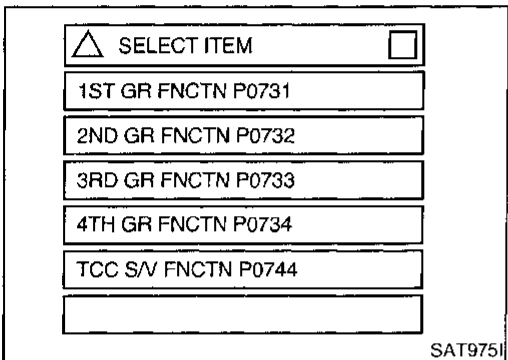 SELECT ITEM
1ST GR FNCTN P0731
2ND GR FNCTN P0732
3RD GR FNCTN P0733
4TH GR FNCTN P0734
TCC S/V FNCTN P0744
SAT975I